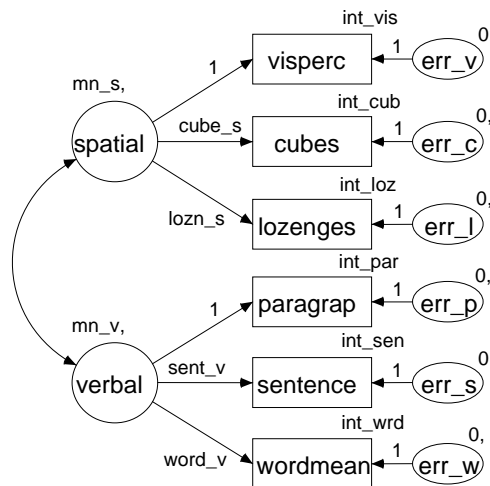 int_vis
0,
1
visperc
1
err_v
mn_s,
int_cub
0,
spatial
cube_s
cubes
1
err_c
int_loz
0,
lozn_s
lozenges
1
err_l
int_par
0,
mn_v,
1
paragrap
1
err_p
int_sen
0
verbal
sent_v
sentence
1
err_s
int_wrd
0,
word_v
wordmean
1
err_w